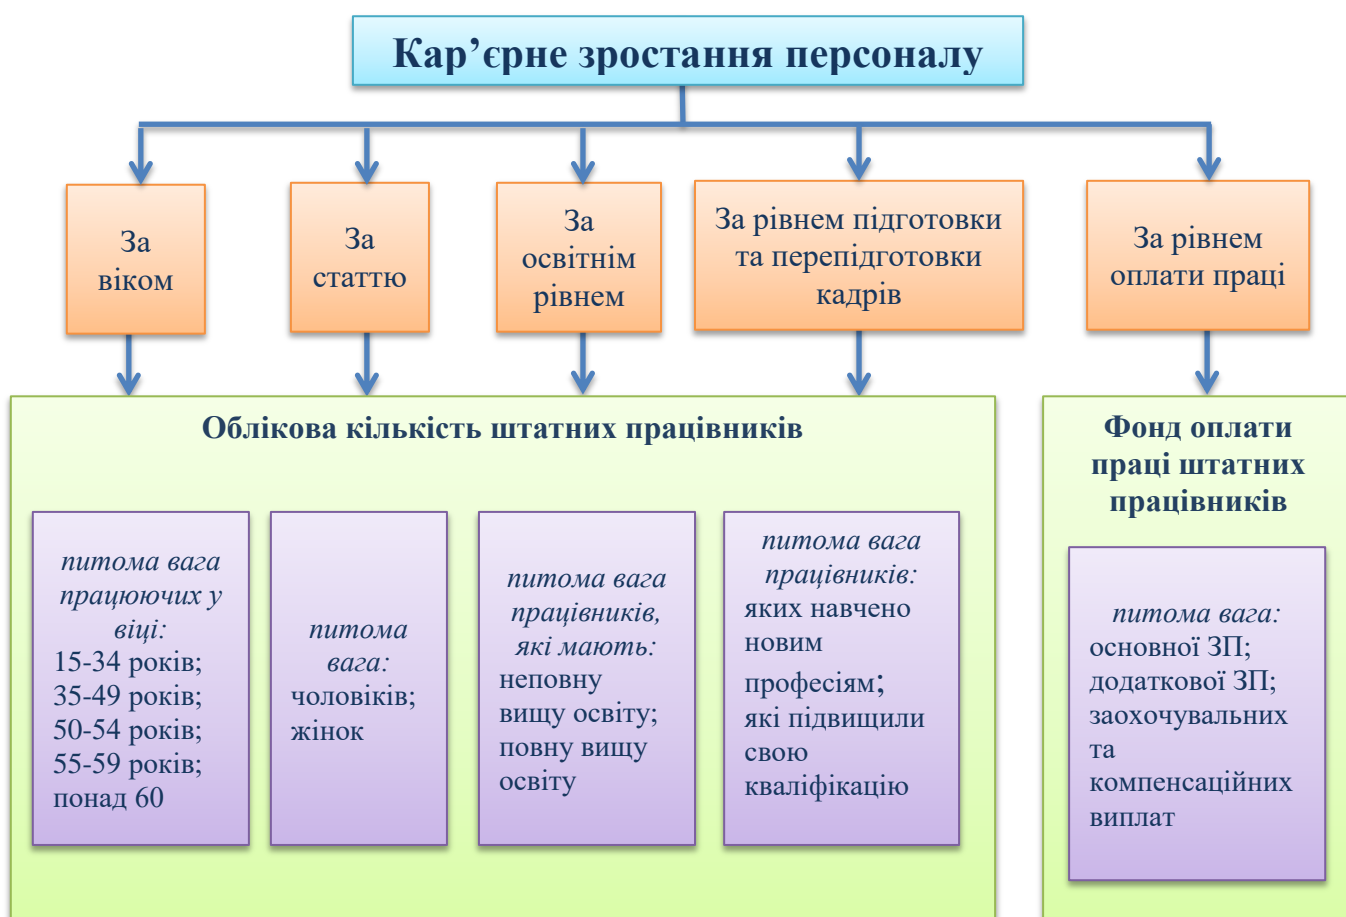 Кар’єрне зростання персоналу
За
віком
За
статтю
За
освітнім
рівнем
За рівнем підготовки
та перепідготовки
кадрів
За рівнем
оплати праці
Облікова кількість штатних працівників
питома вага
працюючих у
віці:
15-34 років;
35-49 років;
50-54 років;
55-59 років;
понад 60
питома
вага:
чоловіків;
жінок
питома вага
працівників,
які мають:
неповну
вищу освіту;
повну вищу
освіту
питома вага
працівників:
яких навчено
новим
професіям;
які підвищили
свою
кваліфікацію
Фонд оплати
праці штатних
працівників
питома вага:
основної ЗП;
додаткової ЗП;
заохочувальних
та
компенсаційних
виплат